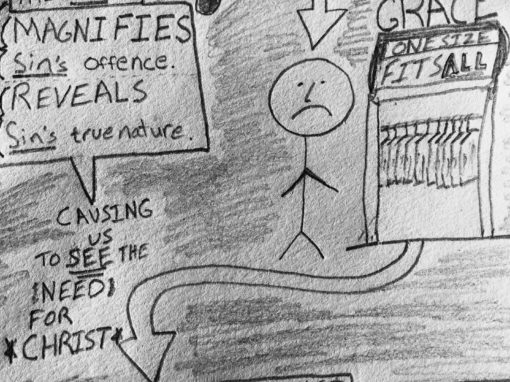 MAGNIFIES
Sin's offence.
REVEALS
Sin's true nature.
CAUSING
US
TO SEE THE
NEED
FOR
*CHRIST*
GRACE
ONE SIZE
FITS ALL